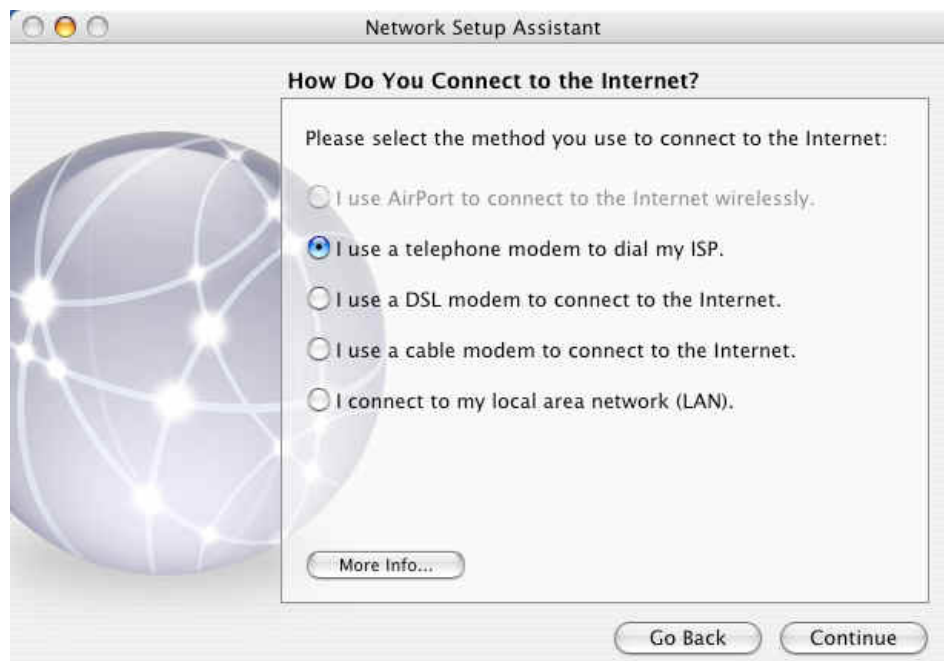 Network Setup Assistant
How Do You Connect to the Internet?
Please select the method you use to connect to the Internet:
I use AirPort to connect to the Internet wirelessly.
I use a telephone modem to dial my ISP.
I use a DSL modem to connect to the Internet.
I use a cable modem to connect to the Internet.
I connect to my local area network (LAN).
More Info...
Go Back
Continue